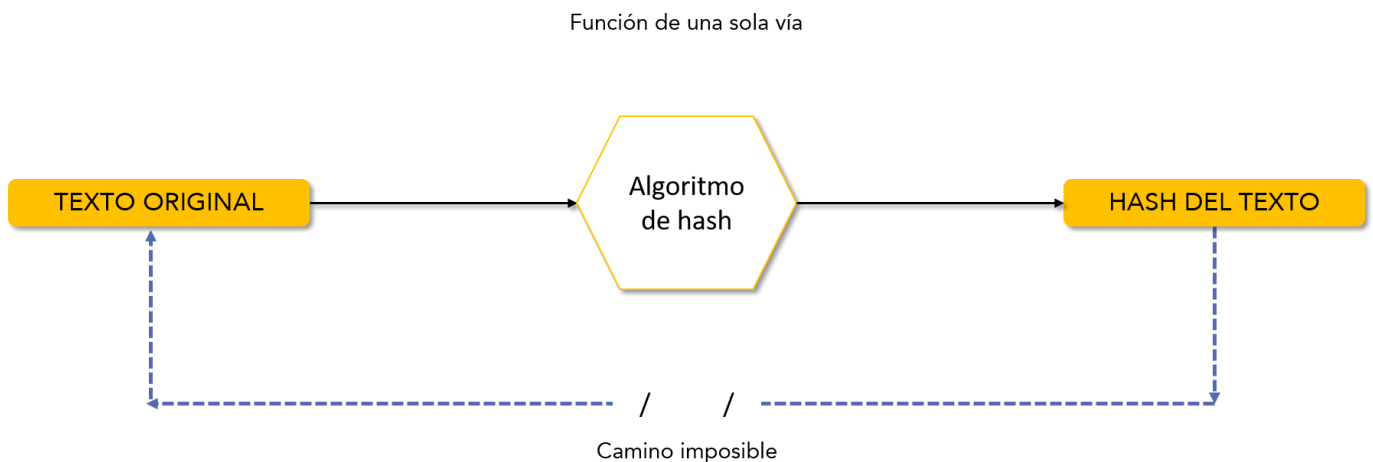 Función de una sola vía
TEXTO ORIGINAL
Algoritmo
de hash
HASH DEL TEXTO
/ /
Camino imposible